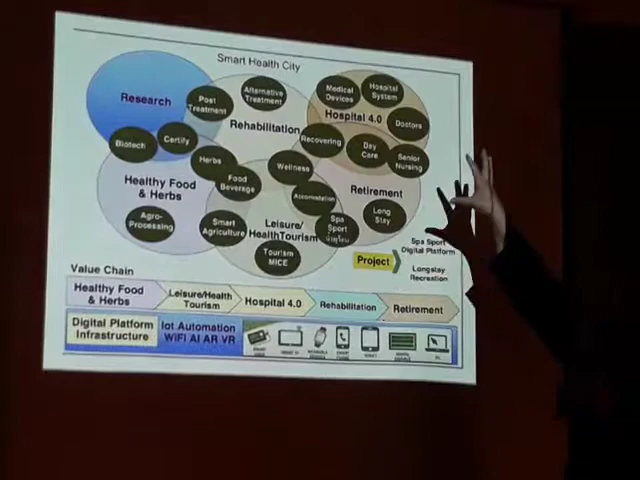 Smart Health City
Research
Post
Treatment
Alternative
Treatment
Medical
Devices
Hospital
System
Hospital 4.0
Doctors
Rehabilitation
Recovering
Day
Care
Senior
Nursing
Biotech
Certify
Herbs
Food
Beverage
Wellness
Healthy Food
& Herbs
Retirement
Accomodation
Long
Stay
Agro-
Processing
Smart
Agriculture
Leisure/
HealthTourism
Spa
Sport
Tourism
MICE
Project
Spa Sport
Digital Platform
Longstay
Recreation
Value Chain
Healthy Food
& Herbs
Leisure/Health
Tourism
Hospital 4.0
Rehabilitation
Retirement
Digital Platform
Infrastructure
Iot Automation
WiFi AI AR VR